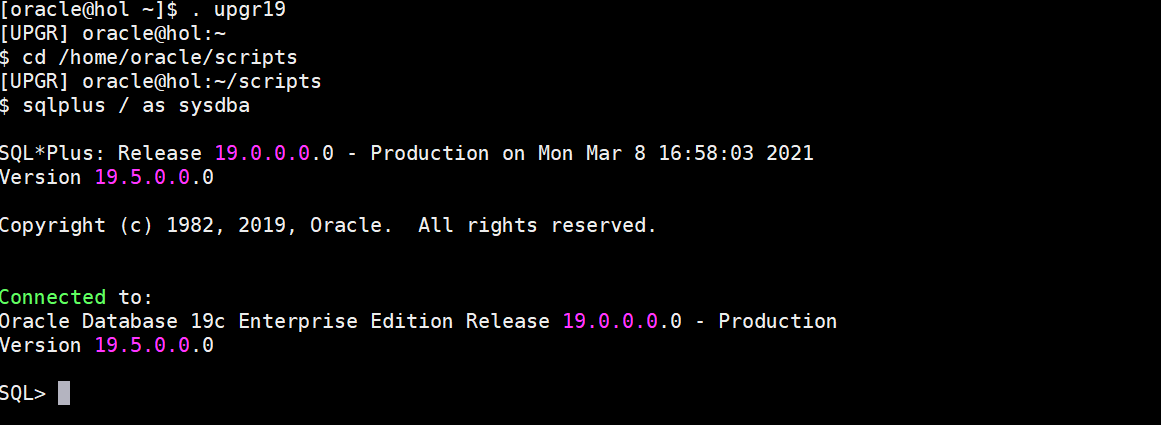 [oracle@hol ~]$ . upgr19
[UPGR] oracle@hol:~
$ cd /home/oracle/scripts
[UPGR] oracle@hol:~/scripts
$ sqlplus / as sysdba
SQL*Plus: Release 19.0.0.0.0 - Production on Mon Mar 8 16:58:03 2021
Version 19.5.0.0.0
Copyright (c) 1982, 2019, Oracle.  All rights reserved.
Connected to:
Oracle Database 19c Enterprise Edition Release 19.0.0.0.0 - Production
Version 19.5.0.0.0
SQL>